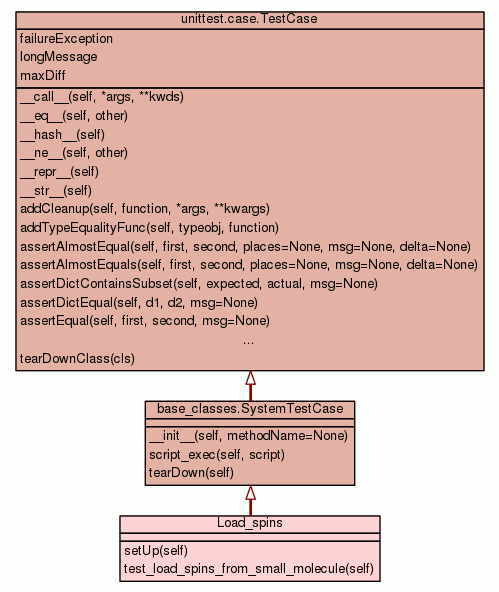 unittest.case.TestCase
failureException
longMessage
maxDiff
__call__(self, *args, **kwds)
__eq__(self, other)
__hash__(self)
__ne__(self, other)
__repr__(self)
__str__(self)
addCleanup(self, function, *args, **kwargs)
addTypeEqualityFunc(self, typeobj, function)
assertAlmostEqual(self, first, second, places=None, msg=None, delta=None)
assertAlmostEquals(self, first, second, places=None, msg=None, delta=None)
assertDictContainsSubset(self, expected, actual, msg=None)
assertDictEqual(self, d1, d2, msg=None)
assertEqual(self, first, second, msg=None)
...
tearDownClass(cls)
base_classes.SystemTestCase
__init__(self, methodName=None)
script_exec(self, script)
tearDown(self)
Load_spins
setUp(self)
test_load_spins_from_small_molecule(self)